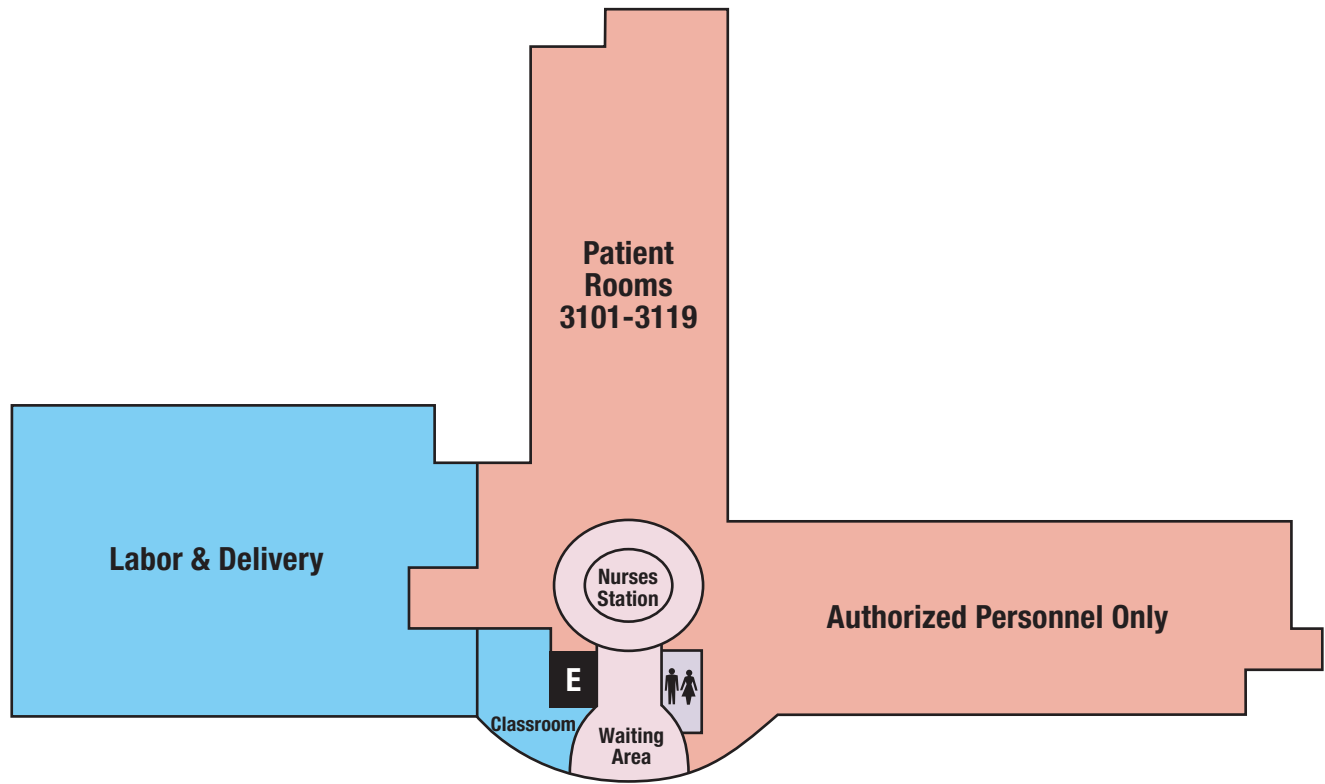 Patient
Rooms
3101-3119
Labor & Delivery
Nurses
Station
Authorized Personnel Only
E
Classroom
Waiting
Area